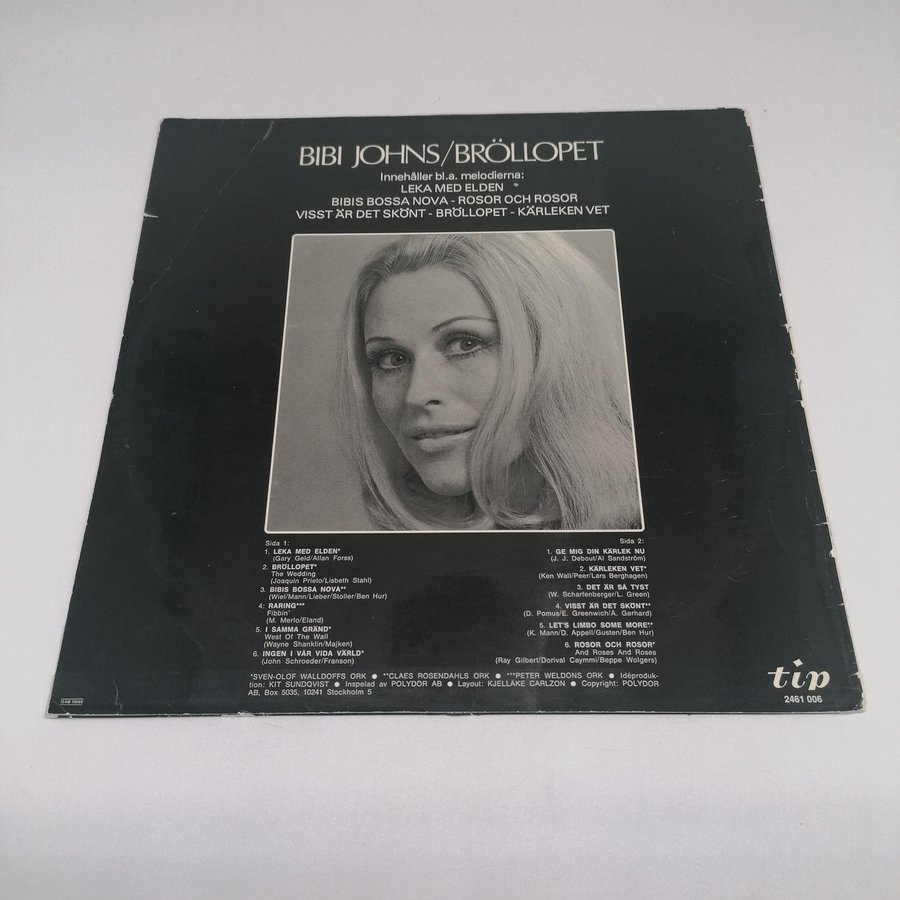 BIBI JOHNS/BRÖLLOPET
Innehåller bl.a. melodierna:
LEKA MED ELDEN
BIBIS BOSSA NOVA - ROSOR OCH ROSOR
VISST ÄR DET SKÖNT - BRÖLLOPET - KÄRLEKEN VET
Sida 1:
1. LEKA MED ELDEN*
(Gary Geld/Allan Forss)
2. BRÖLLOPET*
The Wedding
(Joaquin Prieto/Lisbeth Stahl)
3. BIBIS BOSSA NOVA**
(Wiel/Mann/Lieber/Stoller/Ben Hur)
4: RARING***
Fibbin'
(M. Merlo/Eland)
5. I SAMMA GRÄND*
West Of The Wall
(Wayne Shanklin/Majken)
6. INGEN I VÅR VIDA VÄRLD*
(John Schroeder/Franson)
Sida 2:
1. GE MIG DIN KÄRLEK NU
(J. J. Debout/Al Sandström)
2. KÄRLEKEN VET*
(Ken Wall/Peer/Lars Berghagen)
3. DET ÄR SÅ TYST
(W. Scharfenberger/L. Green)
4. VISST ÄR DET SKÖNT**
(D. Pomus/E. Greenwich/A. Gerhard)
5. LET'S LIMBO SOME MORE**
(K. Mann/D. Appell/Gusten/Ben Hur)
6. ROSOR OCH ROSOR*
And Roses And Roses
(Ray Gilbert/Dorival Caymmi/Beppe Wolgers)
*SVEN-OLOF WALLDOFFS ORK ● **CLAES ROSENDAHLS ORK ● ***PETER WELDONS ORK ● Idéproduk-
tion: KIT SUNDQVIST ● Inspelad av POLYDOR AB ● Layout: KJELLÅKE CARLZON ● Copyright: POLYDOR
AB, Box 5035, 10241 Stockholm 5
tip
2461 006